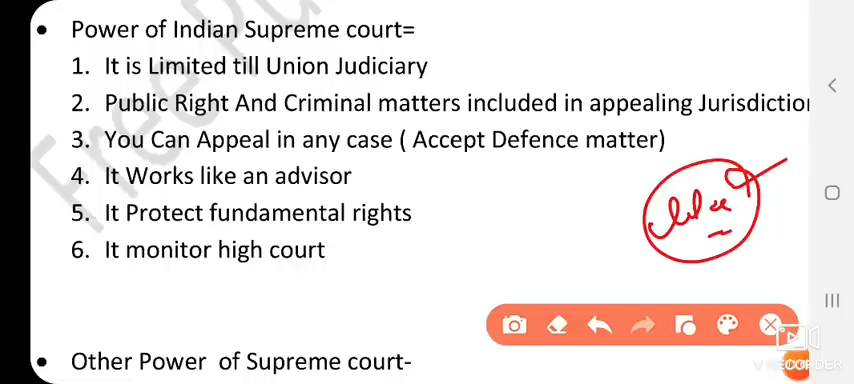 • Power of Indian Supreme court=
1. It is Limited till Union Judiciary
2. Public Right And Criminal matters included in appealing Jurisdiction
3. You Can Appeal in any case ( Accept Defence matter)
4. It Works like an advisor
5. It Protect fundamental rights
6. It monitor high court
• Other Power of Supreme court-